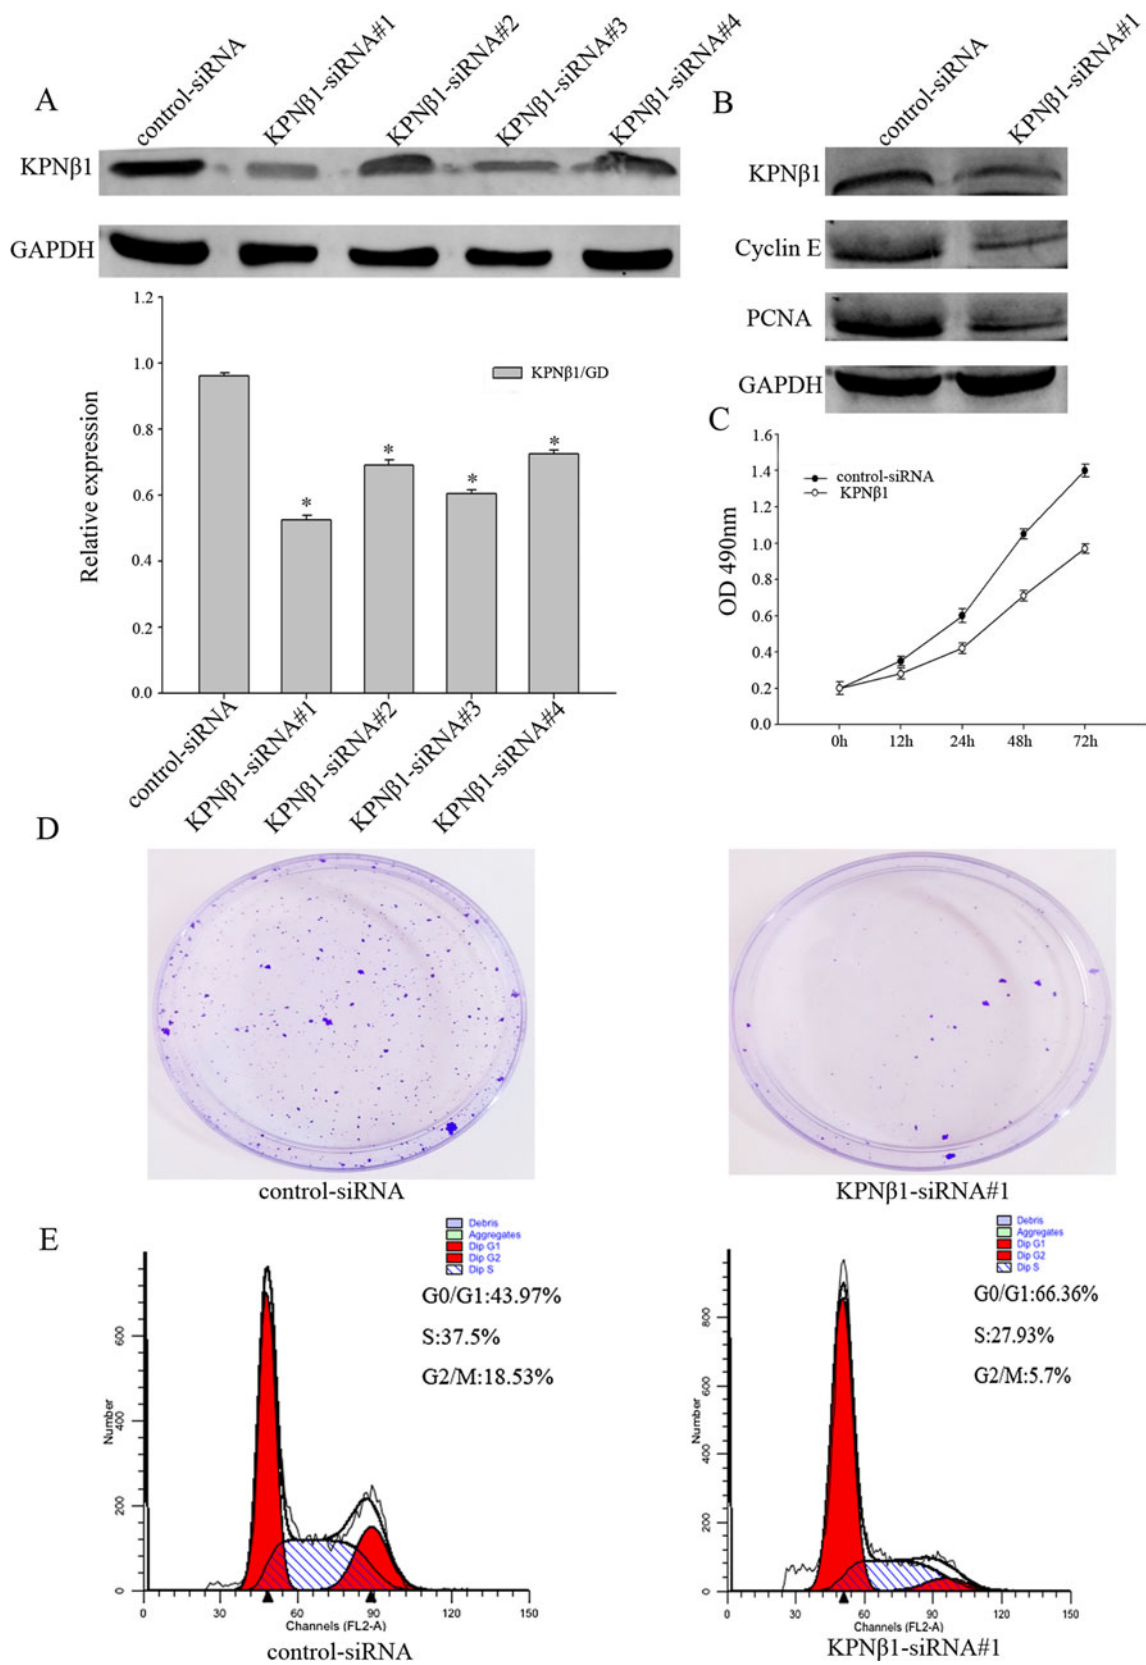 A
control-siRNA
KPNβ1-siRNA#1
KPNβ1-siRNA#2
KPNβ1-siRNA#3
KPNβ1-siRNA#4
KPNβ1
GAPDH
1.2
1.0
0.8
0.6
0.4
0.2
0.0
Relative expression
KPNβ1/GD
*
*
*
*
control-siRNA
KPNβ1-siRNA#1
KPNβ1-siRNA#2
KPNβ1-siRNA#3
KPNβ1-siRNA#4
B
control-siRNA
KPNβ1-siRNA#1
KPNβ1
Cyclin E
PCNA
GAPDH
C
1.6
1.4
1.2
1.0
0.8
0.6
0.4
0.2
0.0
OD 490nm
control-siRNA
KPNβ1
0h 12h 24h 48h 72h
D
control-siRNA
KPNβ1-siRNA#1
E
Debris
Aggregates
Dip G1
Dip G2
Dip S
G0/G1:43.97%
S:37.5%
G2/M:18.53%
Number
600
400
200
0
0 30 60 90 120 150
Channels (FL2-A)
control-siRNA
Debris
Aggregates
Dip G1
Dip G2
Dip S
G0/G1:66.36%
S:27.93%
G2/M:5.7%
Number
800
600
400
200
0
0 30 60 90 120 150
Channels (FL2-A)
KPNβ1-siRNA#1